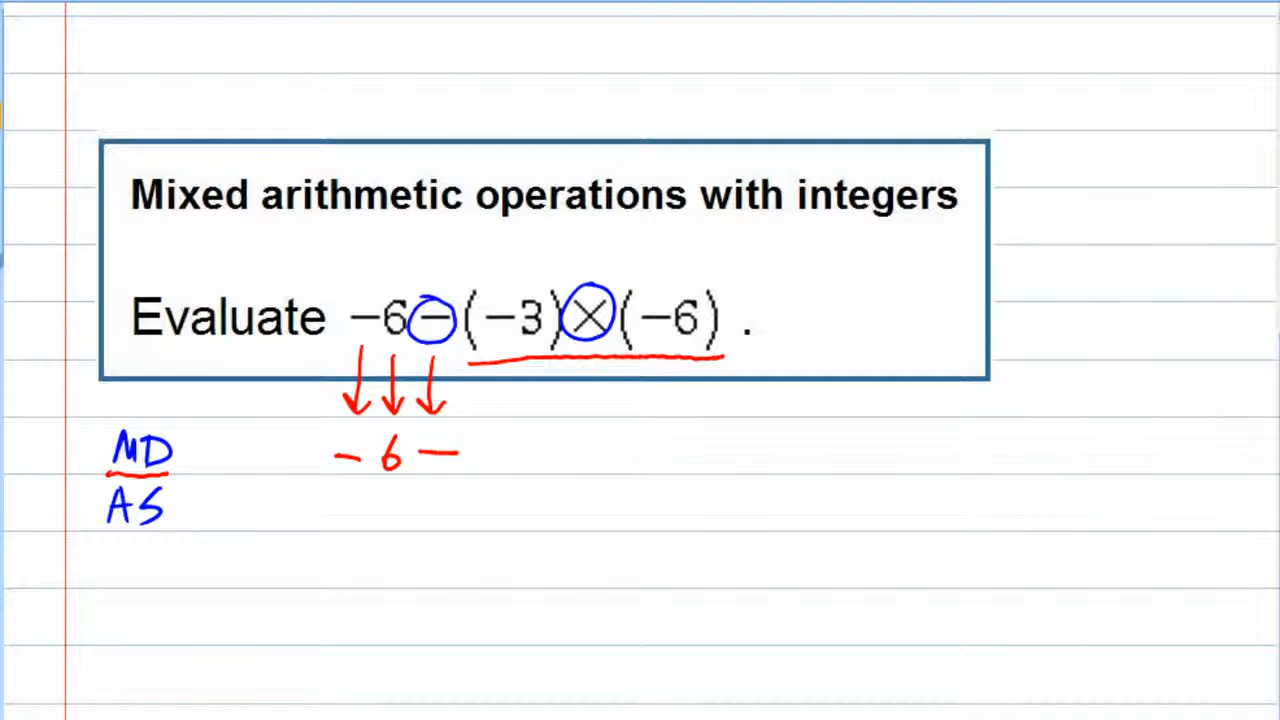 Mixed arithmetic operations with integers
Evaluate −6−(−3)×(−6) .
MD
AS
− 6 −